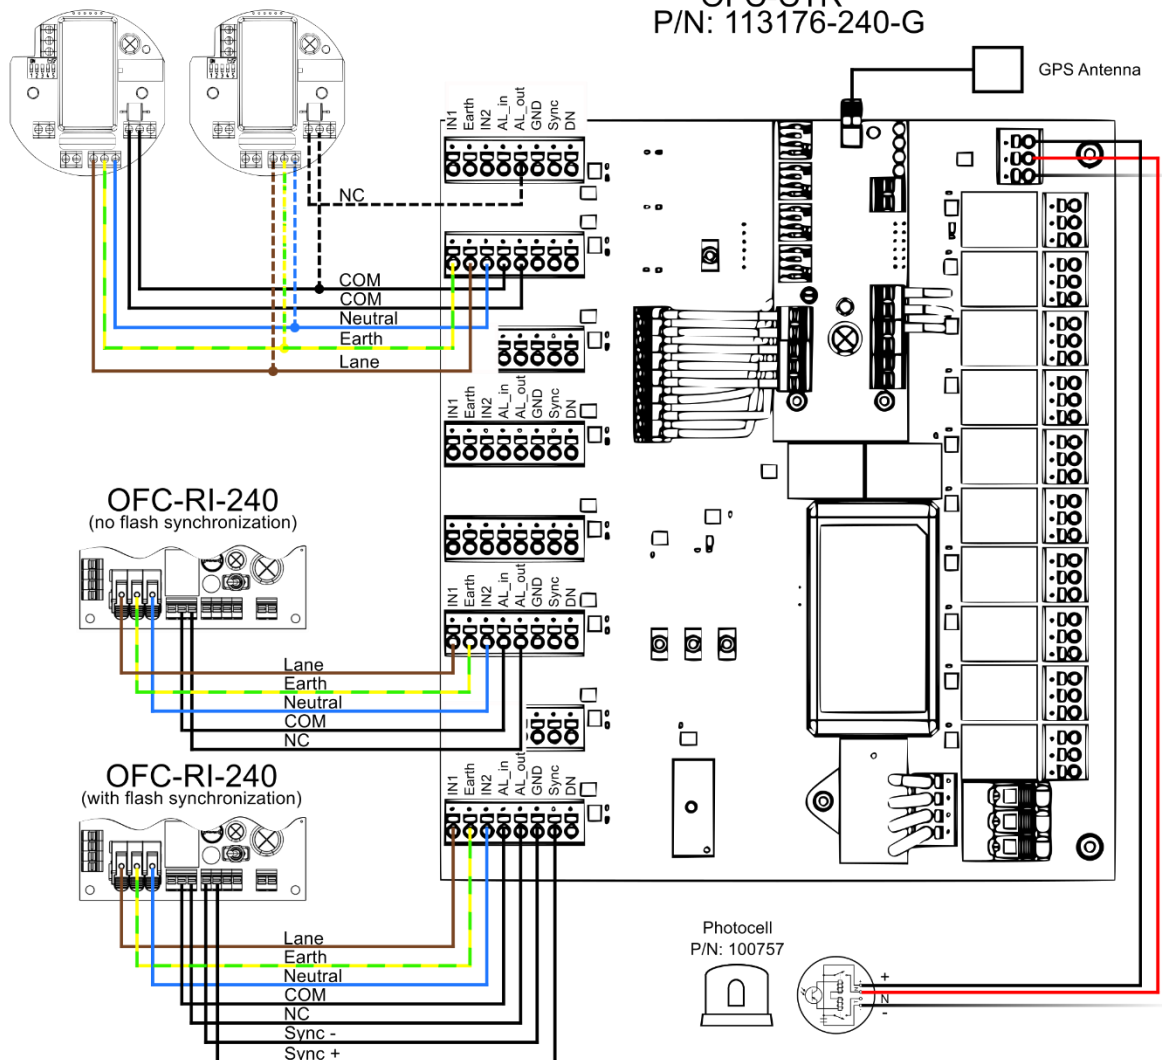 P/N: 113176-240-G
GPS Antenna
IN1
Earth
IN2
AL_in
AL_out
GND
Sync
DN
NC
COM
COM
Neutral
Earth
Lane
IN1
Earth
IN2
AL_in
AL_out
GND
Sync
DN
OFC-RI-240
(no flash synchronization)
IN1
Earth
IN2
AL_in
AL_out
GND
Sync
DN
Lane
Earth
Neutral
COM
NC
OFC-RI-240
(with flash synchronization)
IN1
Earth
IN2
AL_in
AL_out
GND
Sync
DN
Lane
Earth
Neutral
COM
NC
Sync -
Sync +
Photocell
P/N: 100757
+
N
-